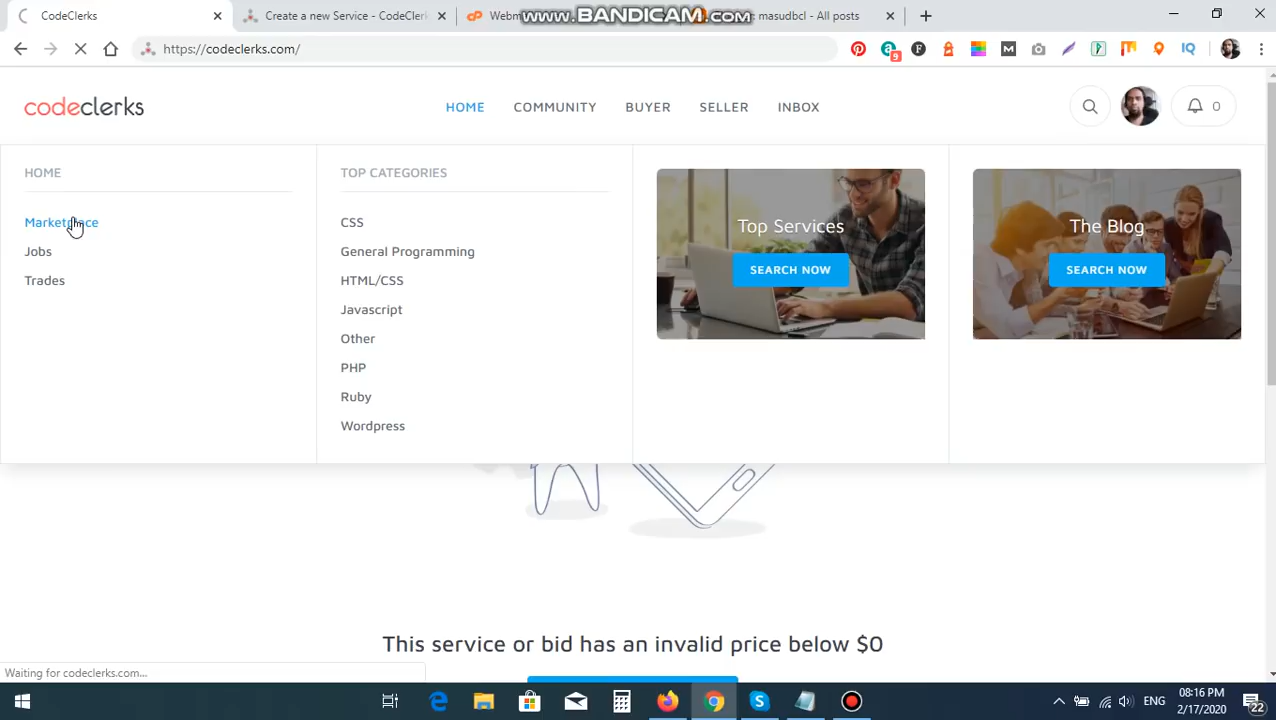 CodeClerks
Create a new Service - CodeClerk
Webm
www.BANDICAM.com
: masudbcl - All posts
https://codeclerks.com/
9
codeclerks
HOME
COMMUNITY
BUYER
SELLER
INBOX
0
HOME
Marketplace
Jobs
Trades
TOP CATEGORIES
CSS
General Programming
HTML/CSS
Javascript
Other
PHP
Ruby
Wordpress
Top Services
SEARCH NOW
The Blog
SEARCH NOW
This service or bid has an invalid price below $0
Waiting for codeclerks.com...
ENG
08:16 PM
2/17/2020
22